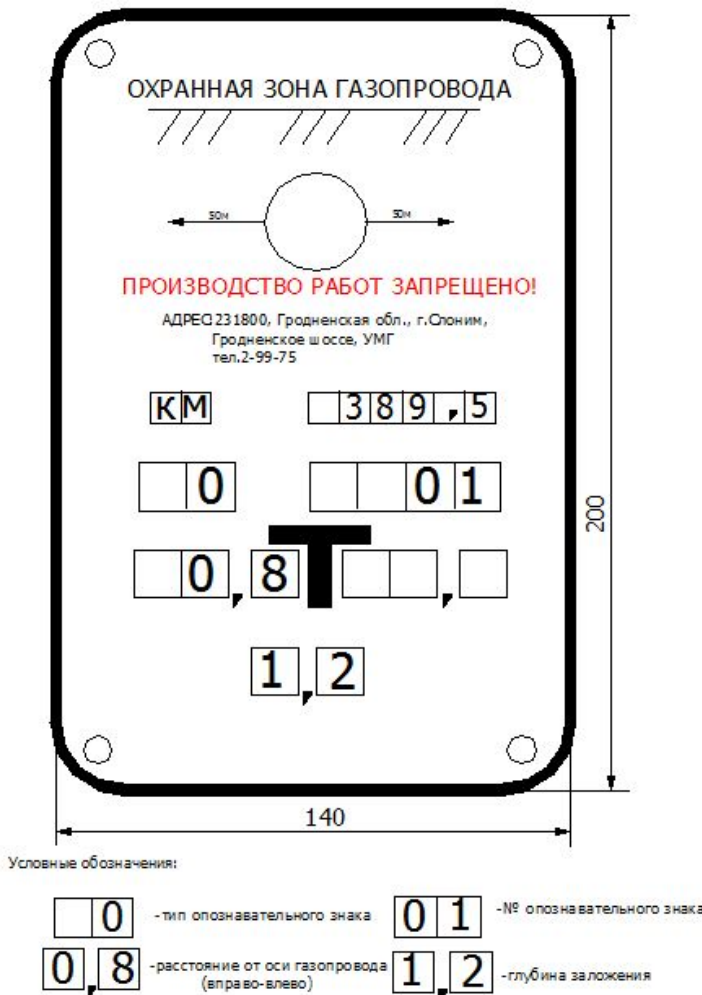 ОХРАННАЯ ЗОНА ГАЗОПРОВОДА
50м 50м
ПРОИЗВОДСТВО РАБОТ ЗАПРЕЩЕНО!
АДРЕС:231800, Гродненская обл., г.Слоним,
Гродненское шоссе, УМГ
тел.2-99-75
КМ 389,5
0 01
0,8 Т ,
1,2
200
140
Условные обозначения:
0 -тип опознавательного знака
01 -№ опознавательного знака
0,8 -расстояние от оси газопровода
(вправо-влево)
1,2 -глубина заложения